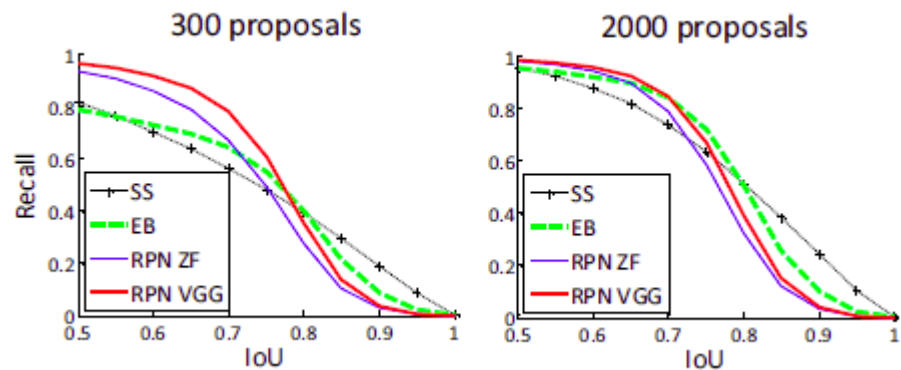 300 proposals
2000 proposals
Recall
1
0.8
0.6
0.4
0.2
0
SS
EB
RPN ZF
RPN VGG
0.5 0.6 0.7 0.8 0.9 1
IoU
1
0.8
0.6
0.4
0.2
0
SS
EB
RPN ZF
RPN VGG
0.5 0.6 0.7 0.8 0.9 1
IoU